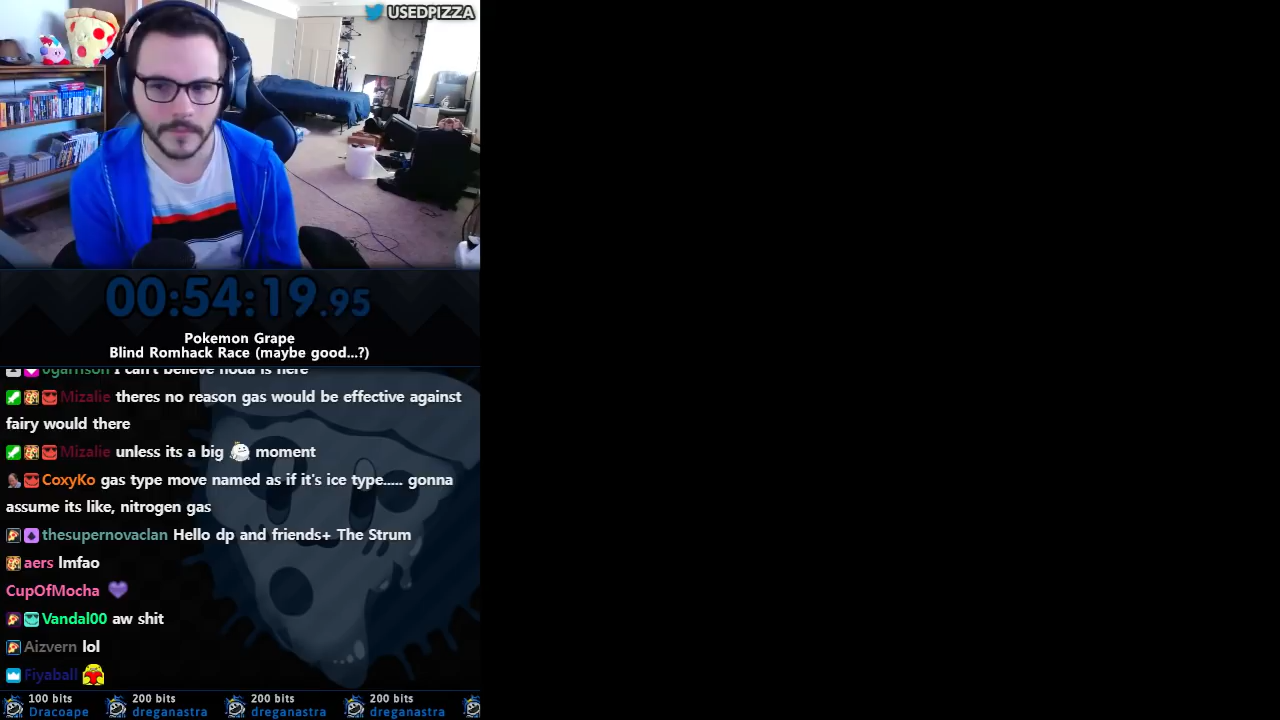 USEDPIZZA
00:54:19.95
Pokemon Grape
Blind Romhack Race (maybe good...?)
I can't believe noda is here
Mizalie theres no reason gas would be effective against
fairy would there
Mizalie unless its a big moment
CoxyKo gas type move named as if it's ice type..... gonna
assume its like, nitrogen gas
thesupernovaclan Hello dp and friends+ The Strum
aers lmfao
CupOfMocha
Vandal00 aw shit
Aizvern lol
Fiyaball
100 bits 200 bits 200 bits 200 bits
Dracoape dreganastra dreganastra dreganastra